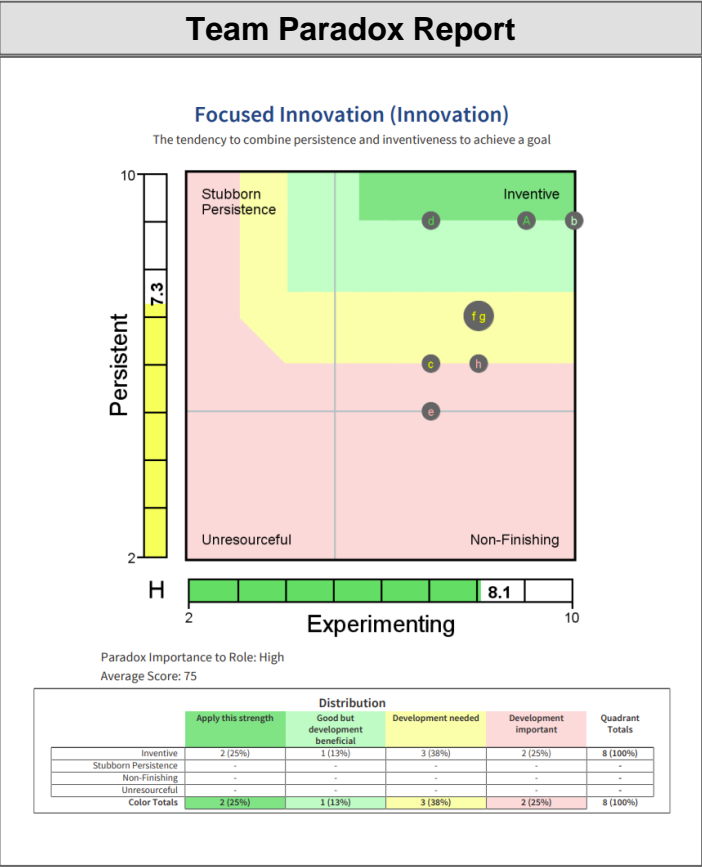 Team Paradox Report
Focused Innovation (Innovation)
The tendency to combine persistence and inventiveness to achieve a goal
10
Stubborn
Persistence
Inventive
d
A
b
7.3
f g
Persistent
c
h
e
Unresourceful
Non-Finishing
2
H
8.1
2
10
Experimenting
Paradox Importance to Role: High
Average Score: 75
Distribution
Apply this strength Good but development beneficial Development needed Development important Quadrant Totals
Inventive 2 (25%) 1 (13%) 3 (38%) 2 (25%) 8 (100%)
Stubborn Persistence - - - - -
Non-Finishing - - - - -
Unresourceful - - - - -
Color Totals 2 (25%) 1 (13%) 3 (38%) 2 (25%) 8 (100%)